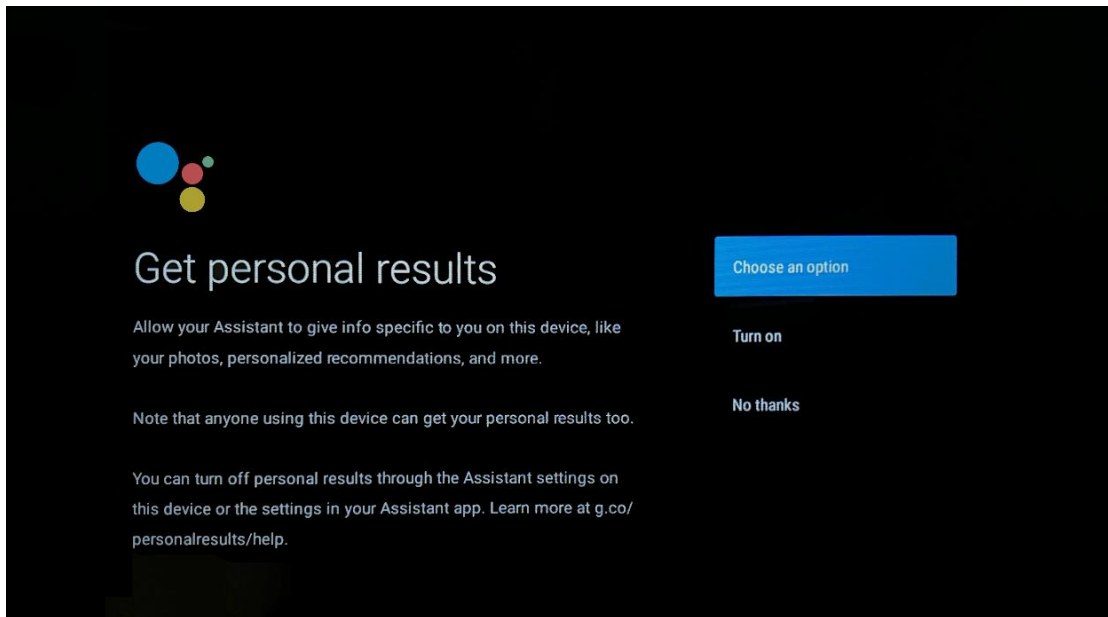 Get personal results
Allow your Assistant to give info specific to you on this device, like
your photos, personalized recommendations, and more.
Note that anyone using this device can get your personal results too.
You can turn off personal results through the Assistant settings on
this device or the settings in your Assistant app. Learn more at g.co/
personalresults/help.
Choose an option
Turn on
No thanks